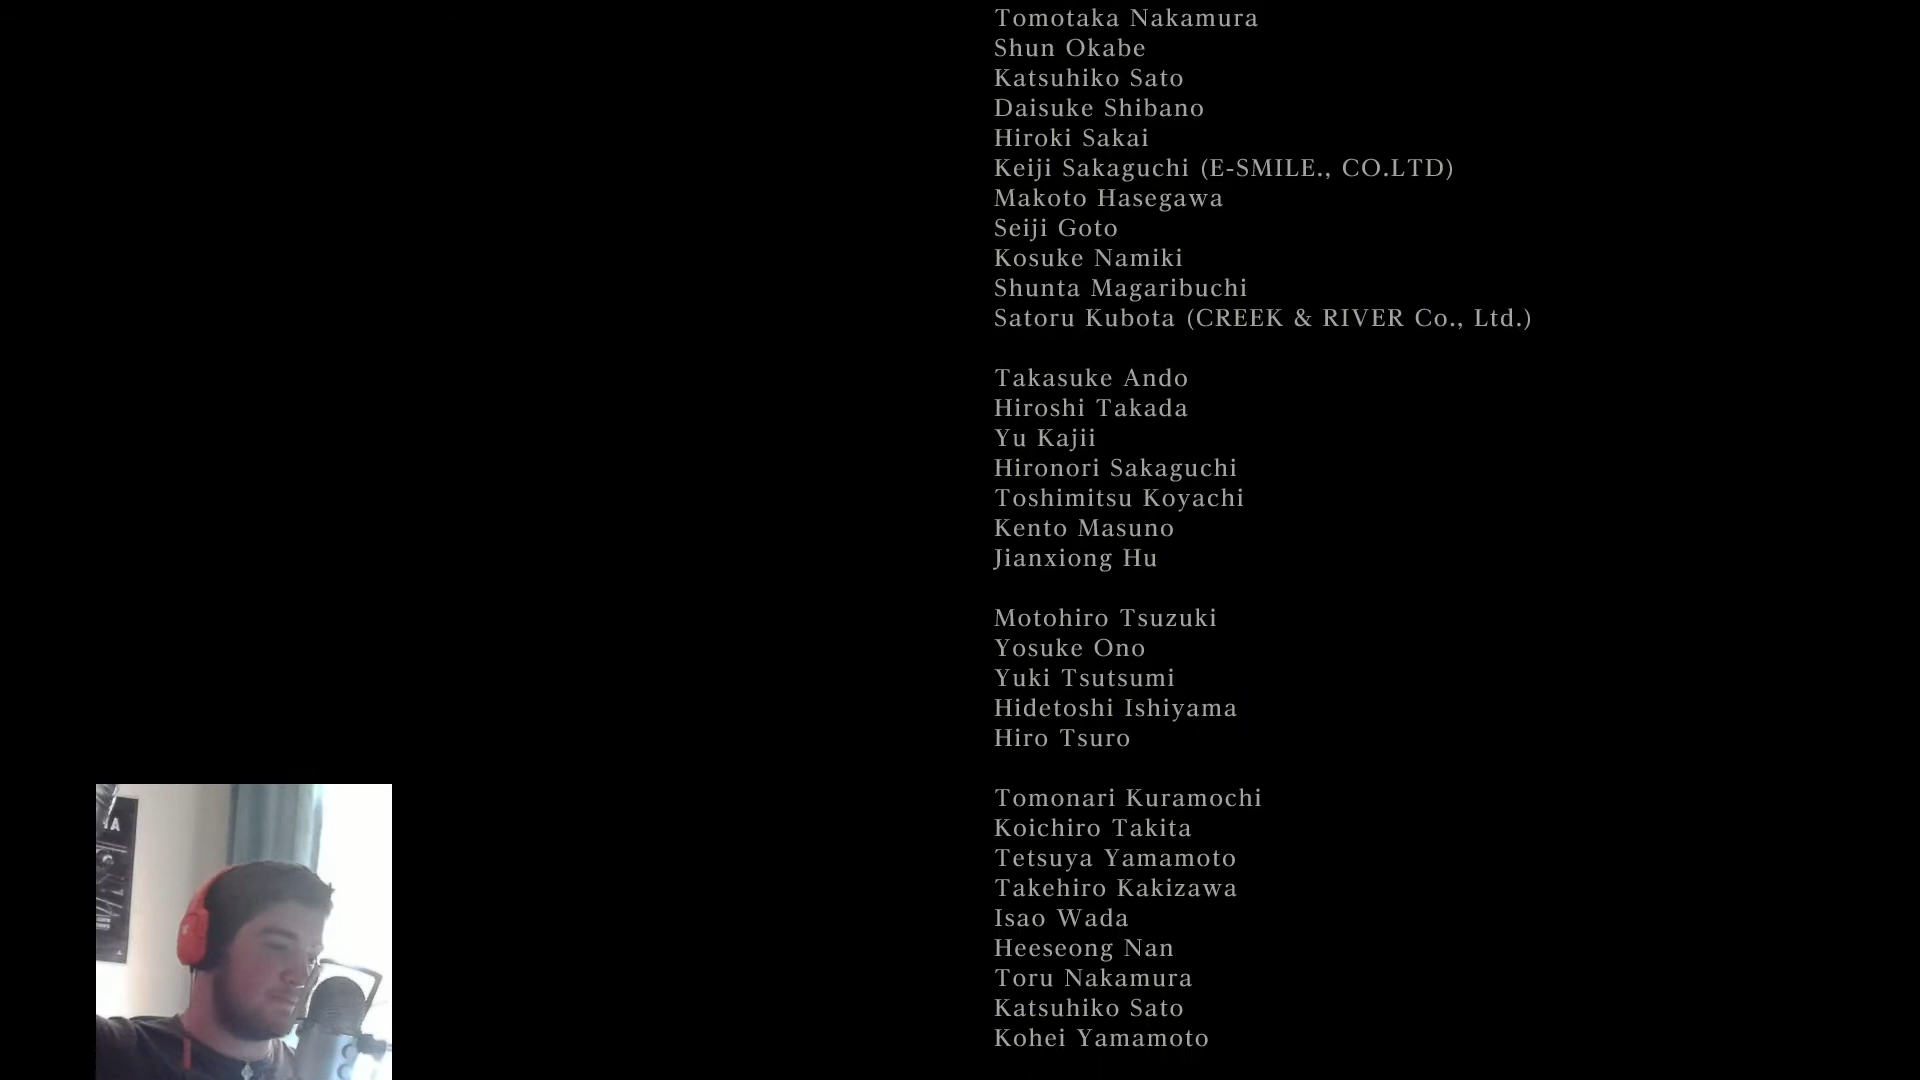 Tomotaka Nakamura
Shun Okabe
Katsuhiko Sato
Daisuke Shibano
Hiroki Sakai
Keiji Sakaguchi (E-SMILE., CO.LTD)
Makoto Hasegawa
Seiji Goto
Kosuke Namiki
Shunta Magaribuchi
Satoru Kubota (CREEK & RIVER Co., Ltd.)
Takasuke Ando
Hiroshi Takada
Yu Kajii
Hironori Sakaguchi
Toshimitsu Koyachi
Kento Masuno
Jianxiong Hu
Motohiro Tsuzuki
Yosuke Ono
Yuki Tsutsumi
Hidetoshi Ishiyama
Hiro Tsuro
Tomonari Kuramochi
Koichiro Takita
Tetsuya Yamamoto
Takehiro Kakizawa
Isao Wada
Heeseong Nan
Toru Nakamura
Katsuhiko Sato
Kohei Yamamoto